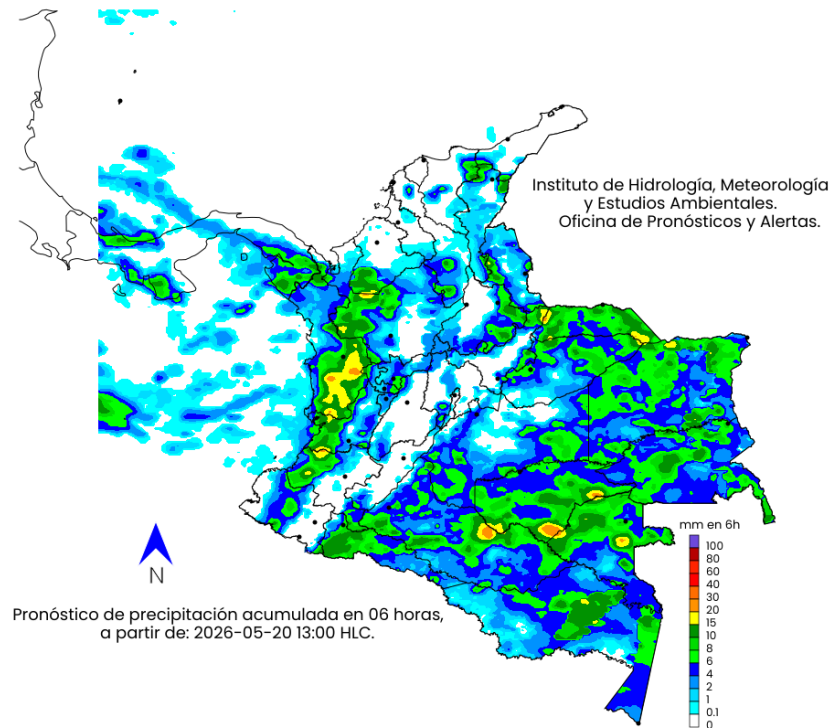 Instituto de Hidrología, Meteorología
y Estudios Ambientales.
Oficina de Pronósticos y Alertas.
N
Pronóstico de precipitación acumulada en 06 horas,
a partir de: 2026-05-20 13:00 HLC.
mm en 6h
100
80
60
40
30
20
15
10
8
6
4
2
1
0.1
0